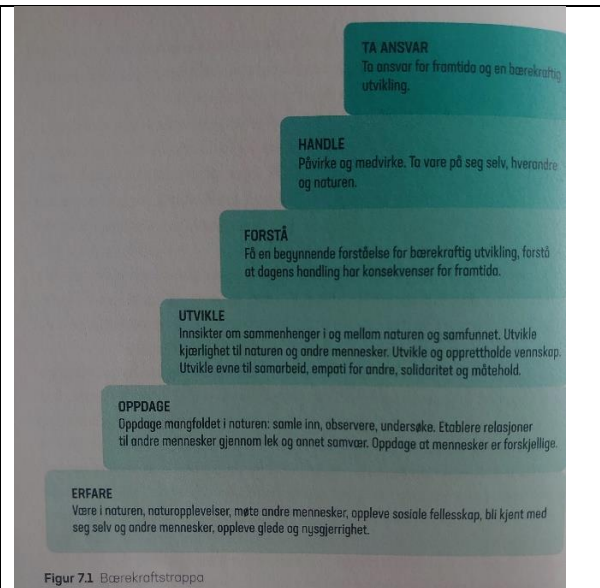 TA ANSVAR
Ta ansvar for framtida og en bærekraftig
utvikling.
HANDLE
Påvirke og medvirke. Ta vare på seg selv, hverandre
og naturen.
FORSTÅ
Få en begynnende forståelse for bærekraftig utvikling, forstå
at dagens handling har konsekvenser for framtida.
UTVIKLE
Innsikter om sammenhenger i og mellom naturen og samfunnet. Utvikle
kjærlighet til naturen og andre mennesker. Utvikle og opprettholde vennskap.
Utvikle evne til samarbeid, empati for andre, solidaritet og måtehold.
OPPDAGE
Oppdage mangfoldet i naturen: samle inn, observere, undersøke. Etablere relasjoner
til andre mennesker gjennom lek og annet samvær. Oppdage at mennesker er forskjellige.
ERFARE
Være i naturen, naturopplevelser, møte andre mennesker, oppleve sosiale fellesskap, bli kjent med
seg selv og andre mennesker, oppleve glede og nysgjerrighet.
Figur 7.1 Bærekraftstrappa